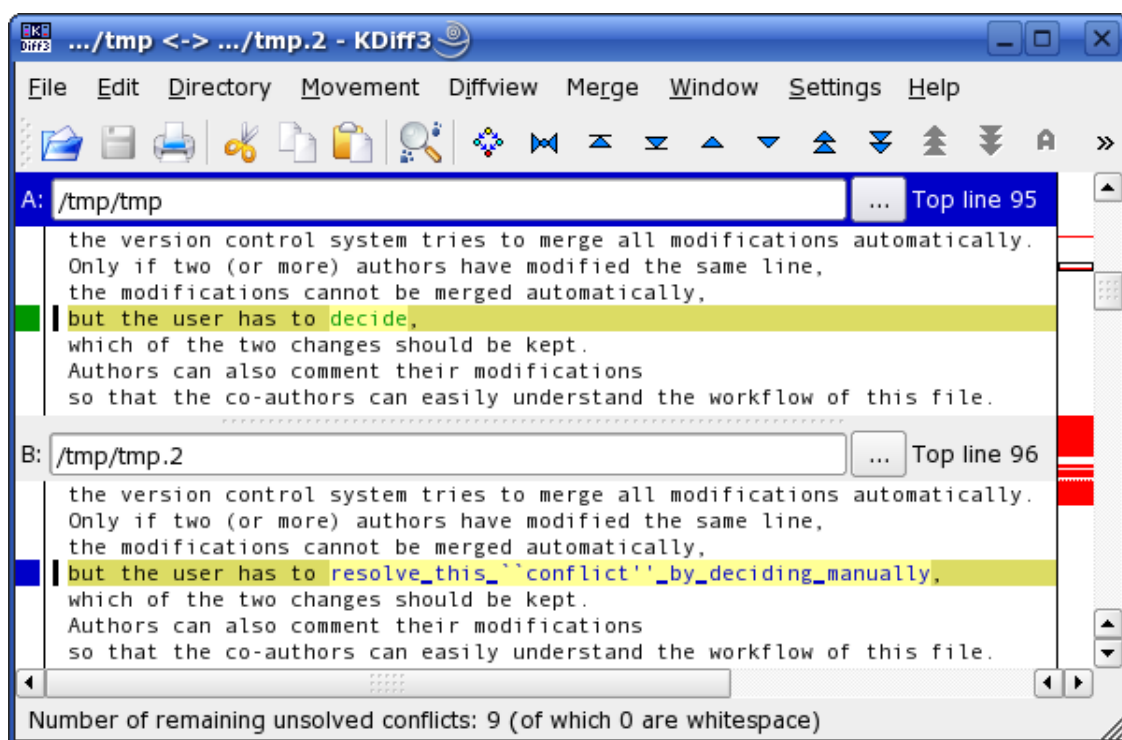 .../tmp <-> .../tmp.2 - KDiff3
File Edit Directory Movement Diffview Merge Window Settings Help
A: /tmp/tmp ... Top line 95
the version control system tries to merge all modifications automatically.
Only if two (or more) authors have modified the same line,
the modifications cannot be merged automatically,
but the user has to decide,
which of the two changes should be kept.
Authors can also comment their modifications
so that the co-authors can easily understand the workflow of this file.
B: /tmp/tmp.2 ... Top line 96
the version control system tries to merge all modifications automatically.
Only if two (or more) authors have modified the same line,
the modifications cannot be merged automatically,
but the user has to resolve_this_``conflict''_by_deciding_manually,
which of the two changes should be kept.
Authors can also comment their modifications
so that the co-authors can easily understand the workflow of this file.
Number of remaining unsolved conflicts: 9 (of which 0 are whitespace)